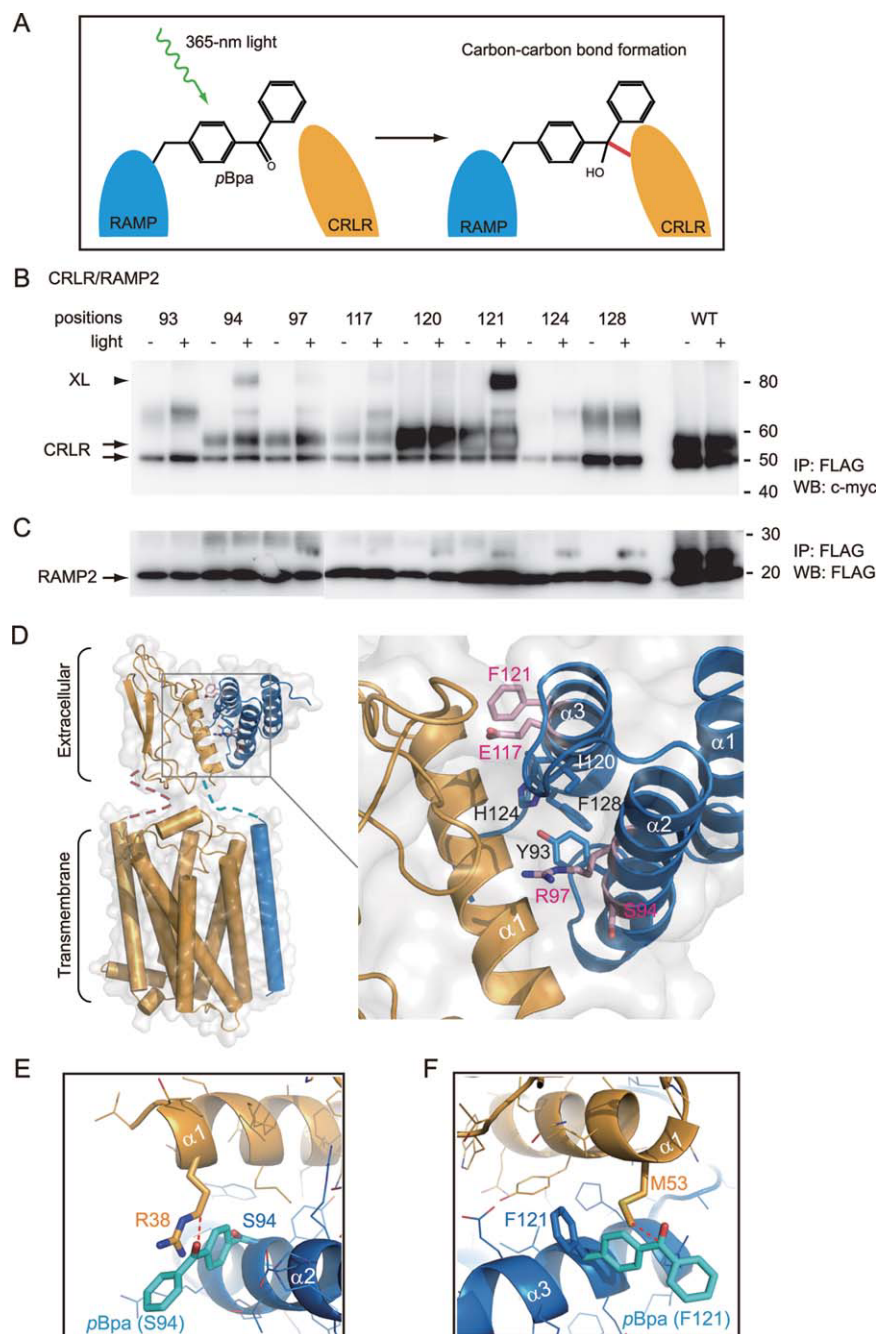 A
365-nm light
Carbon-carbon bond formation
pBpa
O
HO
RAMP
CRLR
RAMP
CRLR
B CRLR/RAMP2
positions 93 94 97 117 120 121 124 128 WT
light - + - + - + - + - + - + - + - + - +
XL
CRLR
- 80
- 60
- 50
- 40
IP: FLAG
WB: c-myc
C
RAMP2
- 30
- 20
IP: FLAG
WB: FLAG
D
Extracellular
Transmembrane
F121
α3
E117
I120
α1
H124
F128
α2
Y93
R97
S94
α1
E
α1
R38
S94
α2
pBpa (S94)
F
α1
M53
F121
α3
pBpa (F121)